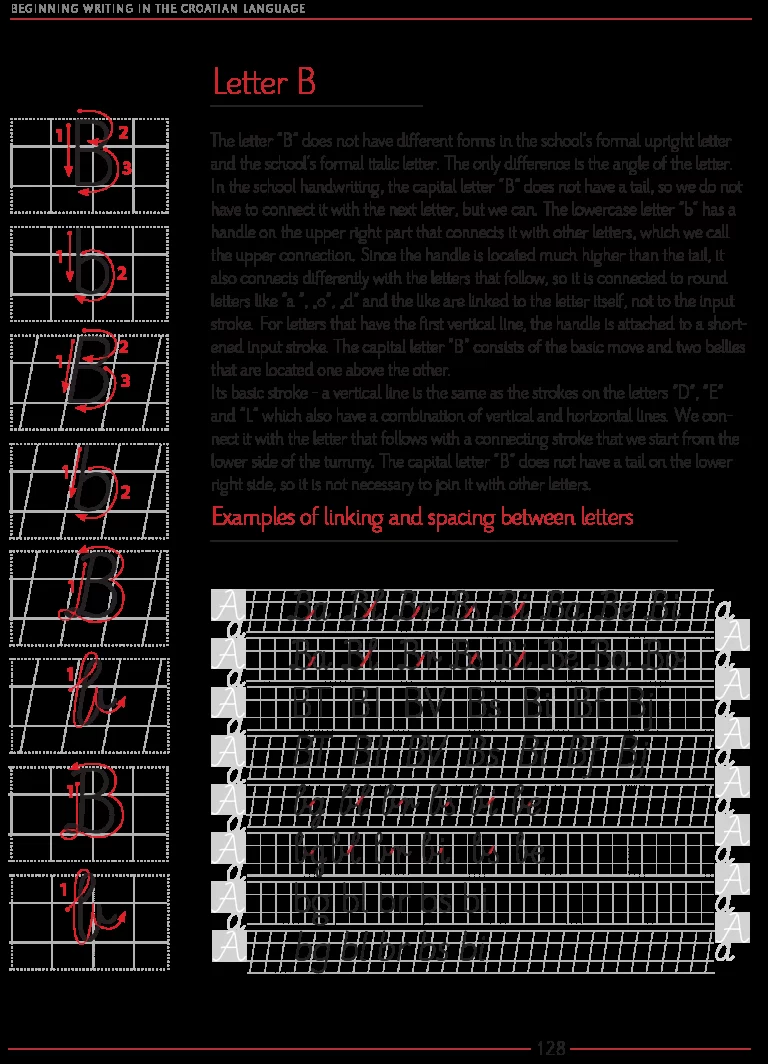 BEGINNING WRITING IN THE CROATIAN LANGUAGE
Letter B
The letter "B" does not have different forms in the school's formal upright letter
and the school's formal italic letter. The only difference is the angle of the letter.
In the school handwriting, the capital letter "B" does not have a tail, so we do not
have to connect it with the next letter, but we can. The lowercase letter "b" has a
handle on the upper right part that connects it with other letters, which we call
the upper connection. Since the handle is located much higher than the tail, it
also connects differently with the letters that follow, so it is connected to round
letters like "a ", „o", „d" and the like are linked to the letter itself, not to the input
stroke. For letters that have the first vertical line, the handle is attached to a short-
ened input stroke. The capital letter "B" consists of the basic move and two bellies
that are located one above the other.
Its basic stroke - a vertical line is the same as the strokes on the letters "D", "E"
and "L" which also have a combination of vertical and horizontal lines. We con-
nect it with the letter that follows with a connecting stroke that we start from the
lower side of the tummy. The capital letter "B" does not have a tail on the lower
right side, so it is not necessary to join it with other letters.
Examples of linking and spacing between letters
1 B 2 3
1 b 2
1 B 2 3
1 b 2
1 B
1 b
1 B
1 b
Ba Bl Br Bs Bi Ba Be Bi
Ba Bl Br Bs Bi Be Ba Bo
BT Bl BV Bs Bi Bf Bj
BT Bl BV Bs Bi Bf Bj
bg bl br bs bi be
bg bl br bi bs be
bg bl br bs bi
bg bl br bs bi
128